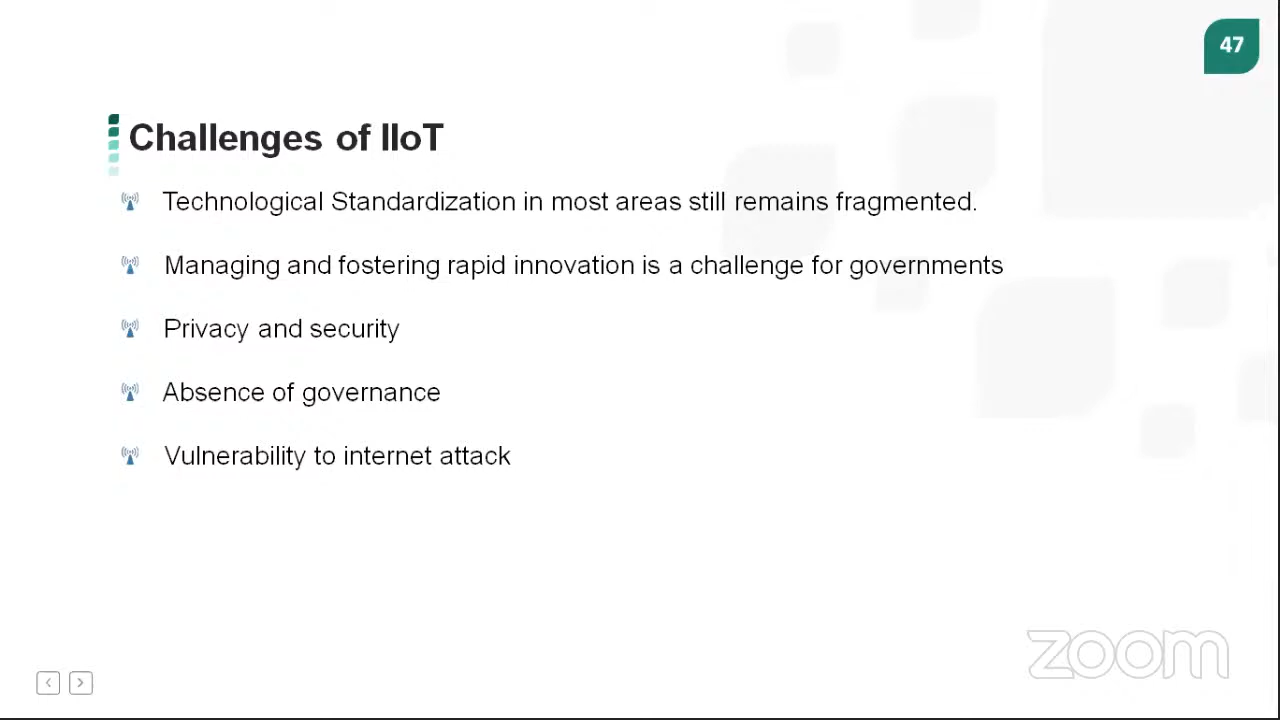 47
Challenges of IIoT
Technological Standardization in most areas still remains fragmented.
Managing and fostering rapid innovation is a challenge for governments
Privacy and security
Absence of governance
Vulnerability to internet attack
zoom